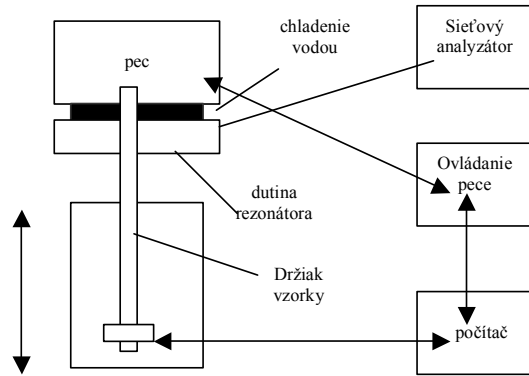 chladenie
vodou
Sieťový
analyzátor
pec
Ovládanie
pece
dutina
rezonátora
Držiak
vzorky
počítač